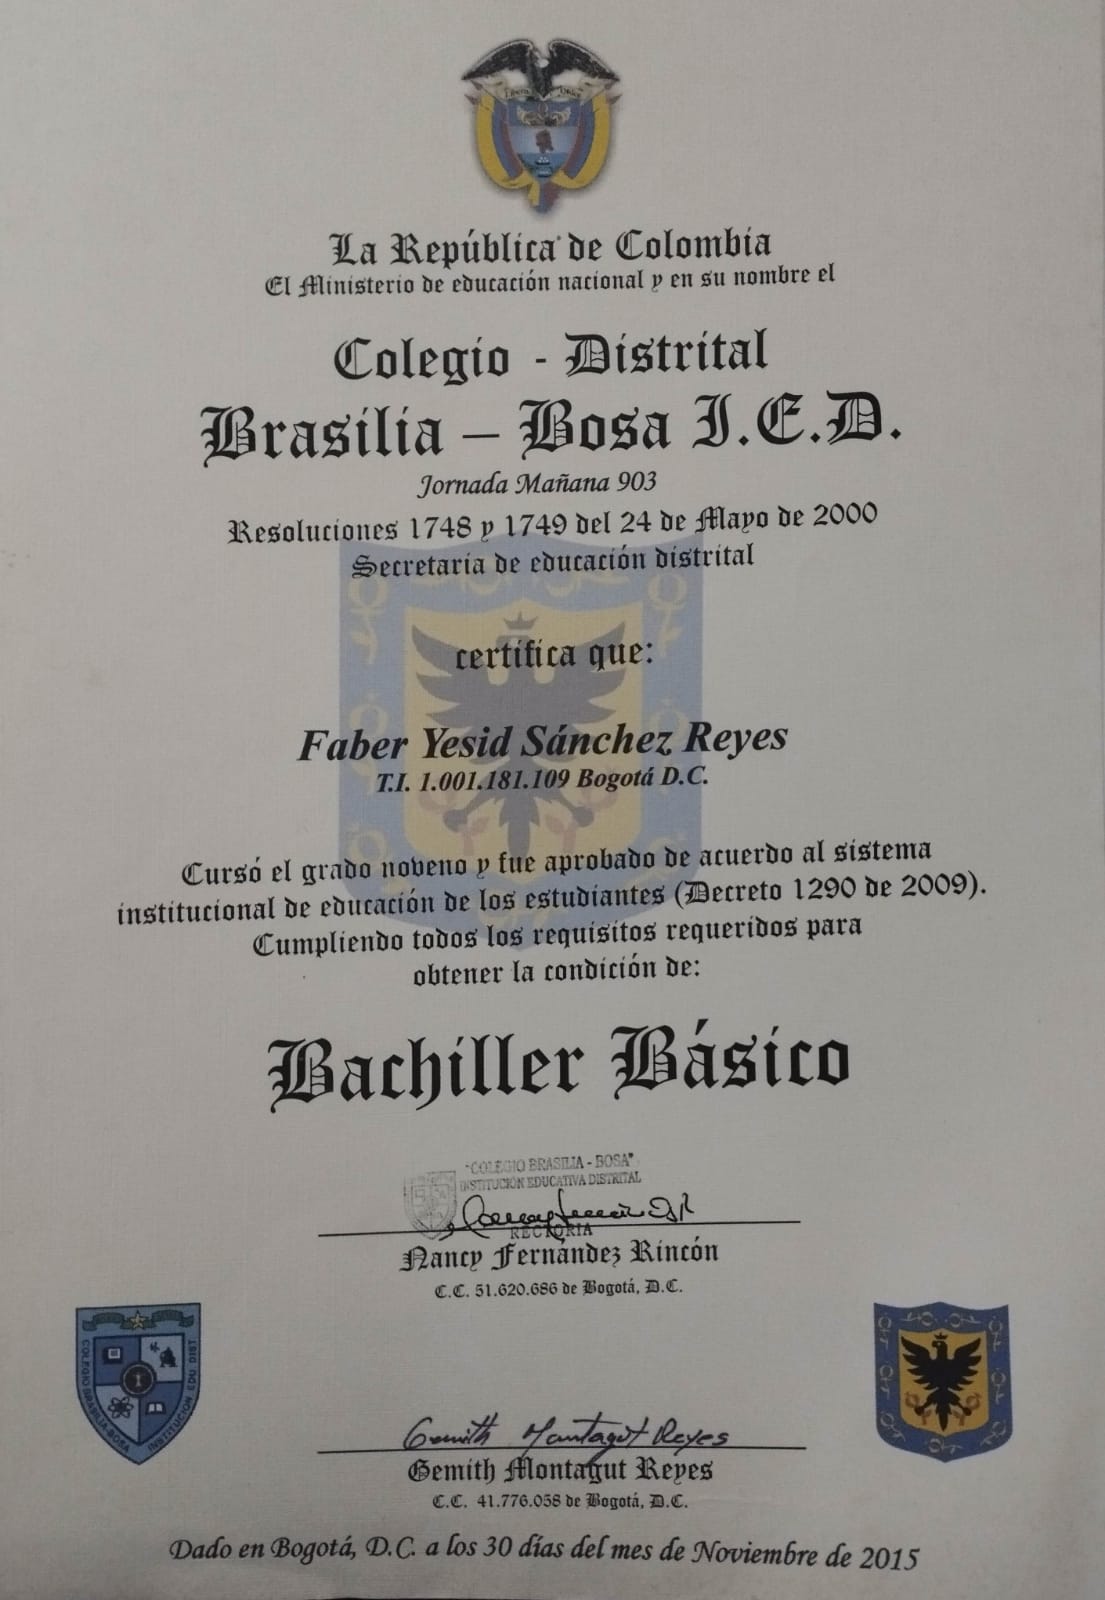 Libertad y Orden
La República de Colombia
El Ministerio de educación nacional y en su nombre el
Colegio - Distrital
Brasilia – Bosa I.E.D.
Jornada Mañana 903
Resoluciones 1748 y 1749 del 24 de Mayo de 2000
Secretaria de educación distrital
certifica que:
Faber Yesid Sánchez Reyes
T.I. 1.001.181.109 Bogotá D.C.
Cursó el grado noveno y fue aprobado de acuerdo al sistema
institucional de educación de los estudiantes (Decreto 1290 de 2009).
Cumpliendo todos los requisitos requeridos para
obtener la condición de:
Bachiller Básico
"COLEGIO BRASILIA - BOSA"
INSTITUCIÓN EDUCATIVA DISTRITAL
RECTORIA
Nancy Fernández Rincón
C.C. 51.620.686 de Bogotá, D.C.
COLEGIO BRASILIA-BOSA INSTITUCION EDU DIST
Gemith Montagut Reyes
Gemith Montagut Reyes
C.C. 41.776.058 de Bogotá, D.C.
Dado en Bogotá, D.C. a los 30 días del mes de Noviembre de 2015